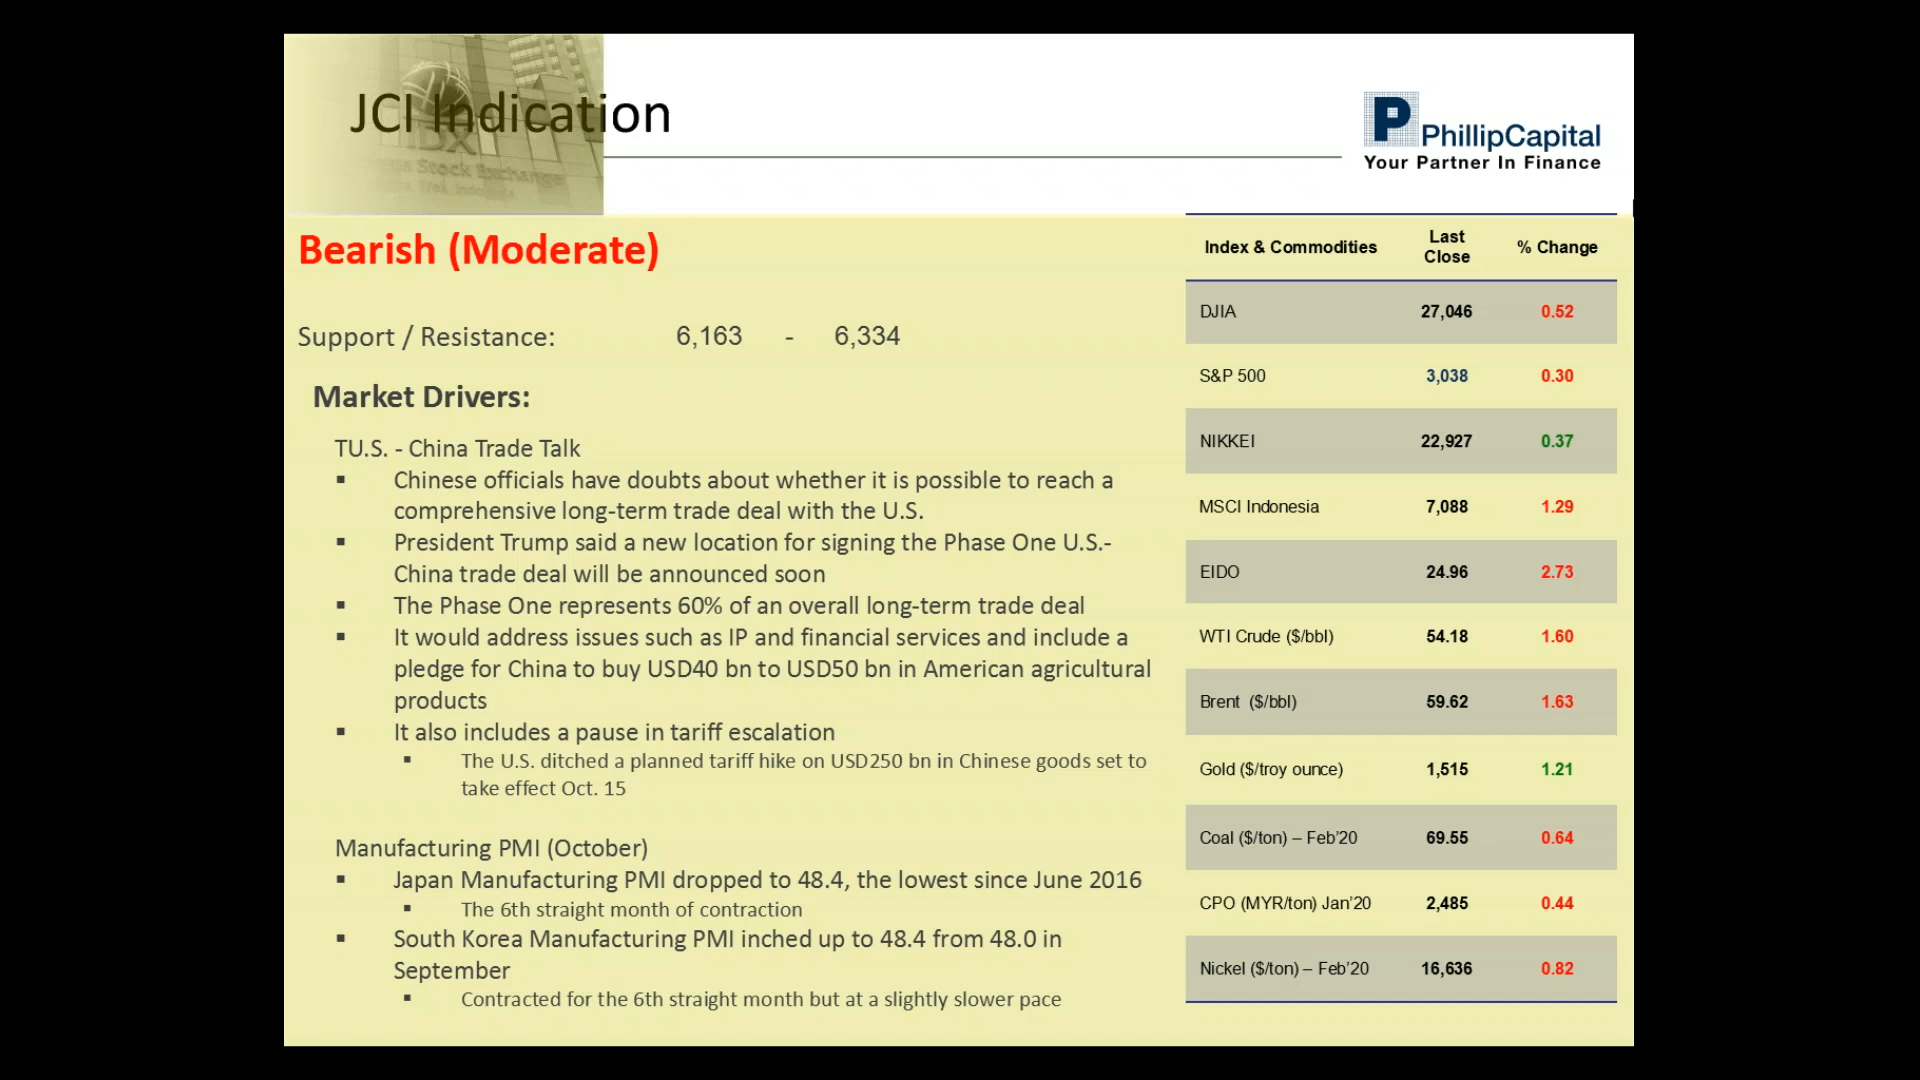 JCI Indication
IDX
Stock Exchange
PhillipCapital
Your Partner In Finance
Bearish (Moderate)
Support / Resistance: 6,163 - 6,334
Market Drivers:
TU.S. - China Trade Talk
▪ Chinese officials have doubts about whether it is possible to reach a
comprehensive long-term trade deal with the U.S.
▪ President Trump said a new location for signing the Phase One U.S.-
China trade deal will be announced soon
▪ The Phase One represents 60% of an overall long-term trade deal
▪ It would address issues such as IP and financial services and include a
pledge for China to buy USD40 bn to USD50 bn in American agricultural
products
▪ It also includes a pause in tariff escalation
▪ The U.S. ditched a planned tariff hike on USD250 bn in Chinese goods set to
take effect Oct. 15
Manufacturing PMI (October)
▪ Japan Manufacturing PMI dropped to 48.4, the lowest since June 2016
▪ The 6th straight month of contraction
▪ South Korea Manufacturing PMI inched up to 48.4 from 48.0 in
September
▪ Contracted for the 6th straight month but at a slightly slower pace
Index & Commodities Last Close % Change
DJIA 27,046 0.52
S&P 500 3,038 0.30
NIKKEI 22,927 0.37
MSCI Indonesia 7,088 1.29
EIDO 24.96 2.73
WTI Crude ($/bbl) 54.18 1.60
Brent ($/bbl) 59.62 1.63
Gold ($/troy ounce) 1,515 1.21
Coal ($/ton) – Feb’20 69.55 0.64
CPO (MYR/ton) Jan’20 2,485 0.44
Nickel ($/ton) – Feb’20 16,636 0.82